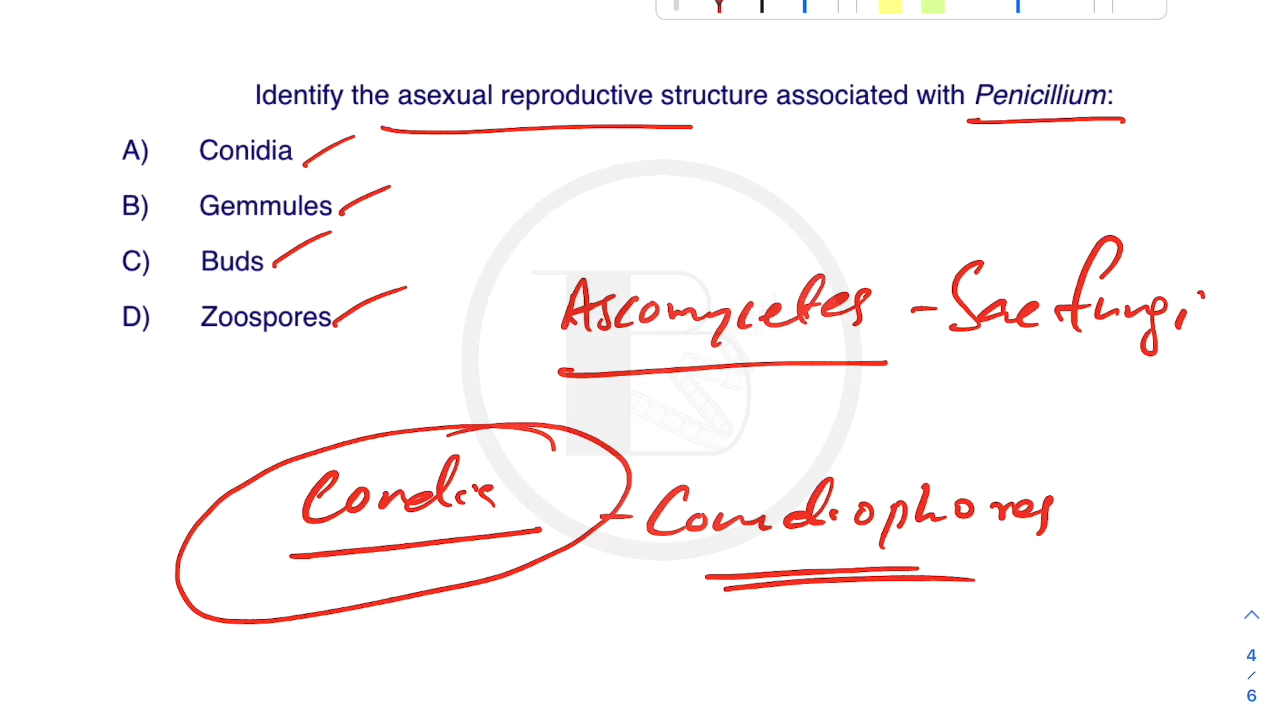 Identify the asexual reproductive structure associated with Penicillium:
A) Conidia
B) Gemmules
C) Buds
D) Zoospores
Ascomycetes - Sac fungi
Conidia - Conidiophores
4
/
6